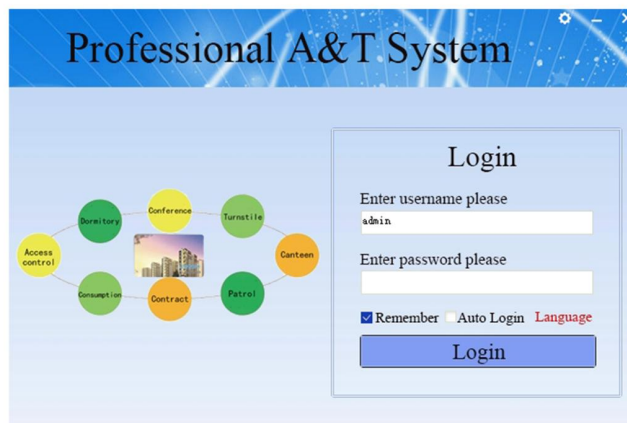 Professional A&T System
Login
Enter username please
admin
Enter password please
Remember Auto Login Language
Login
Conference
Dormitory
Turnstile
Access
control
Canteen
Consumption
Contract
Patrol